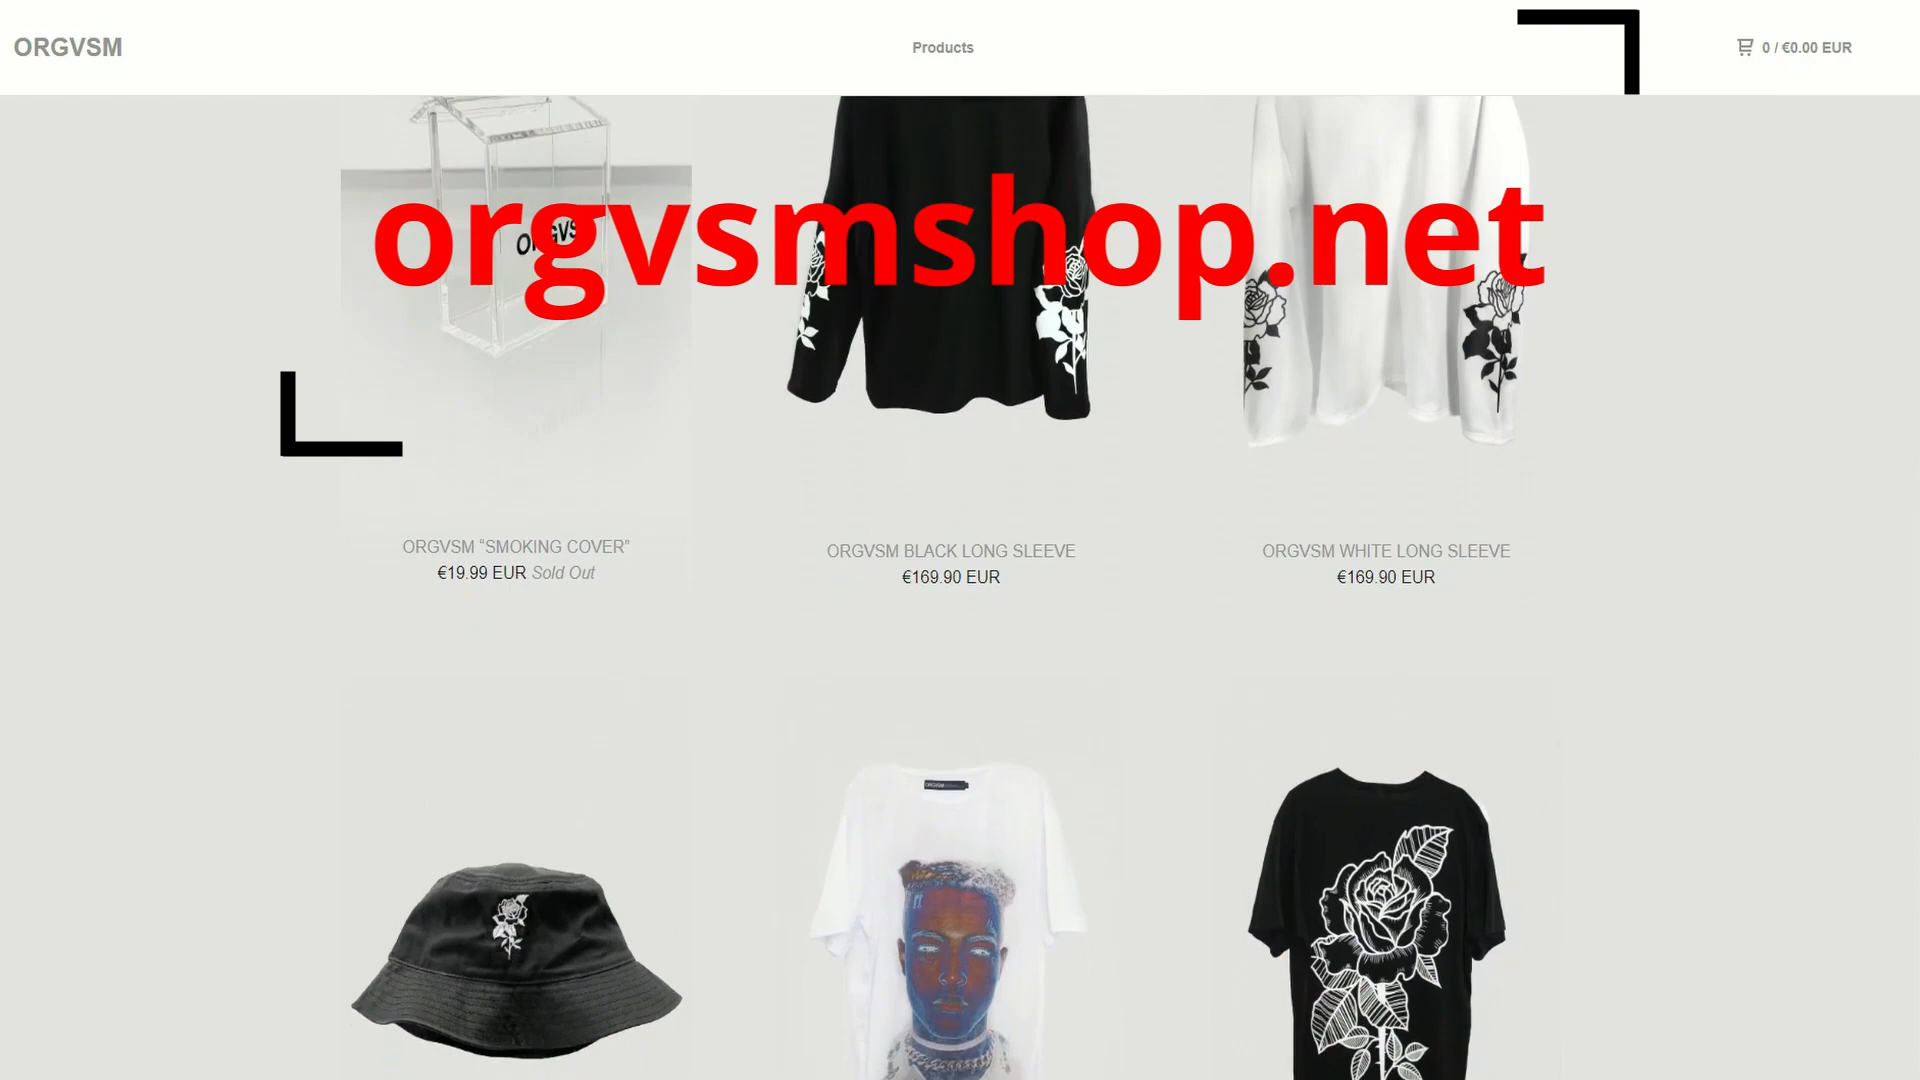 ORGVSM
Products
0 / €0.00 EUR
orgvsmshop.net
ORGVSM “SMOKING COVER”
€19.99 EUR Sold Out
ORGVSM BLACK LONG SLEEVE
€169.90 EUR
ORGVSM WHITE LONG SLEEVE
€169.90 EUR